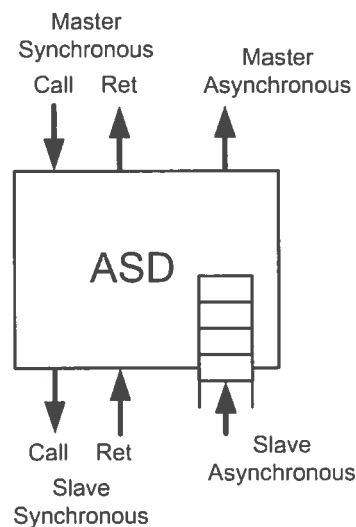 Master
Synchronous
Call Ret
Master
Asynchronous
ASD
Call Ret
Slave
Synchronous
Slave
Asynchronous